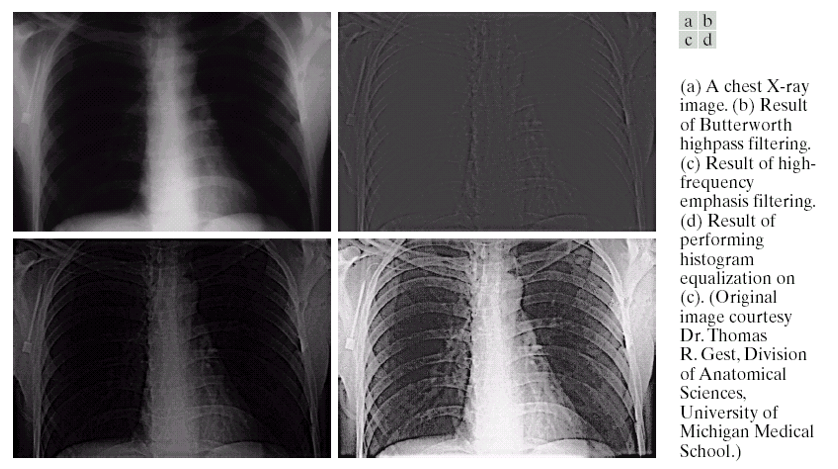 a b
c d
(a) A chest X-ray
image. (b) Result
of Butterworth
highpass filtering.
(c) Result of high-
frequency
emphasis filtering.
(d) Result of
performing
histogram
equalization on
(c). (Original
image courtesy
Dr. Thomas
R. Gest, Division
of Anatomical
Sciences,
University of
Michigan Medical
School.)